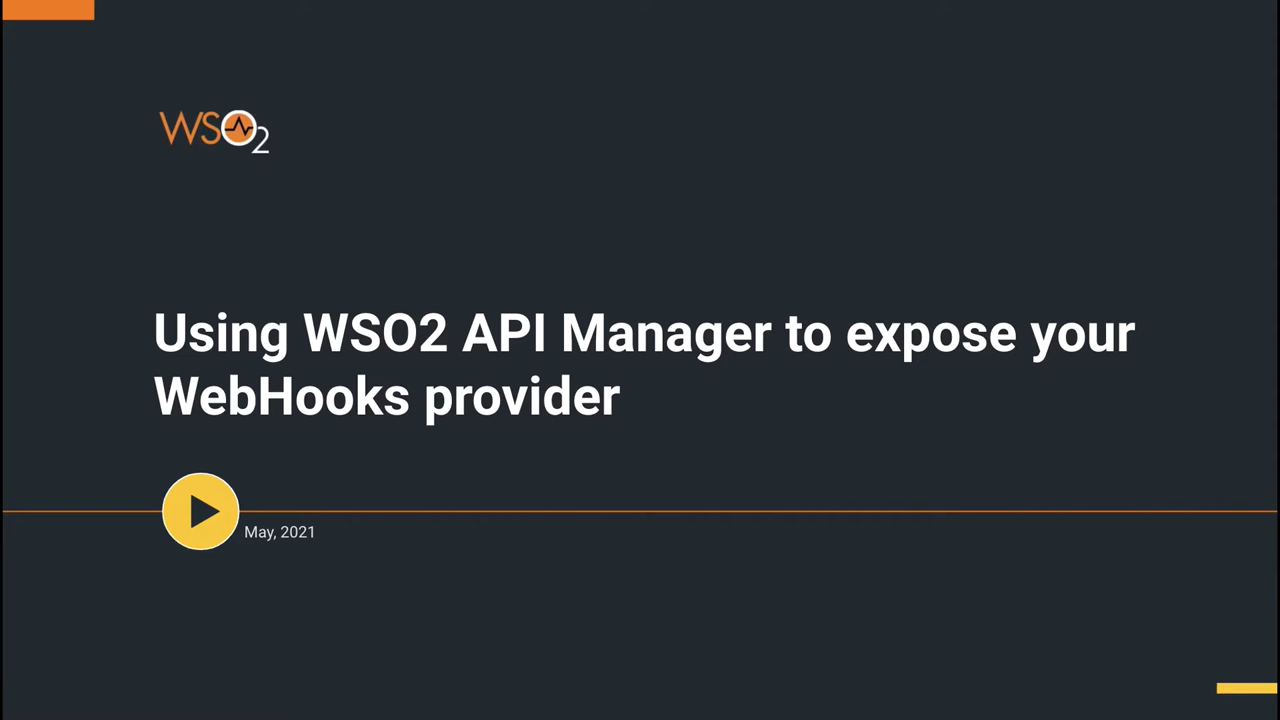 WSO2
Using WSO2 API Manager to expose your
WebHooks provider
May, 2021